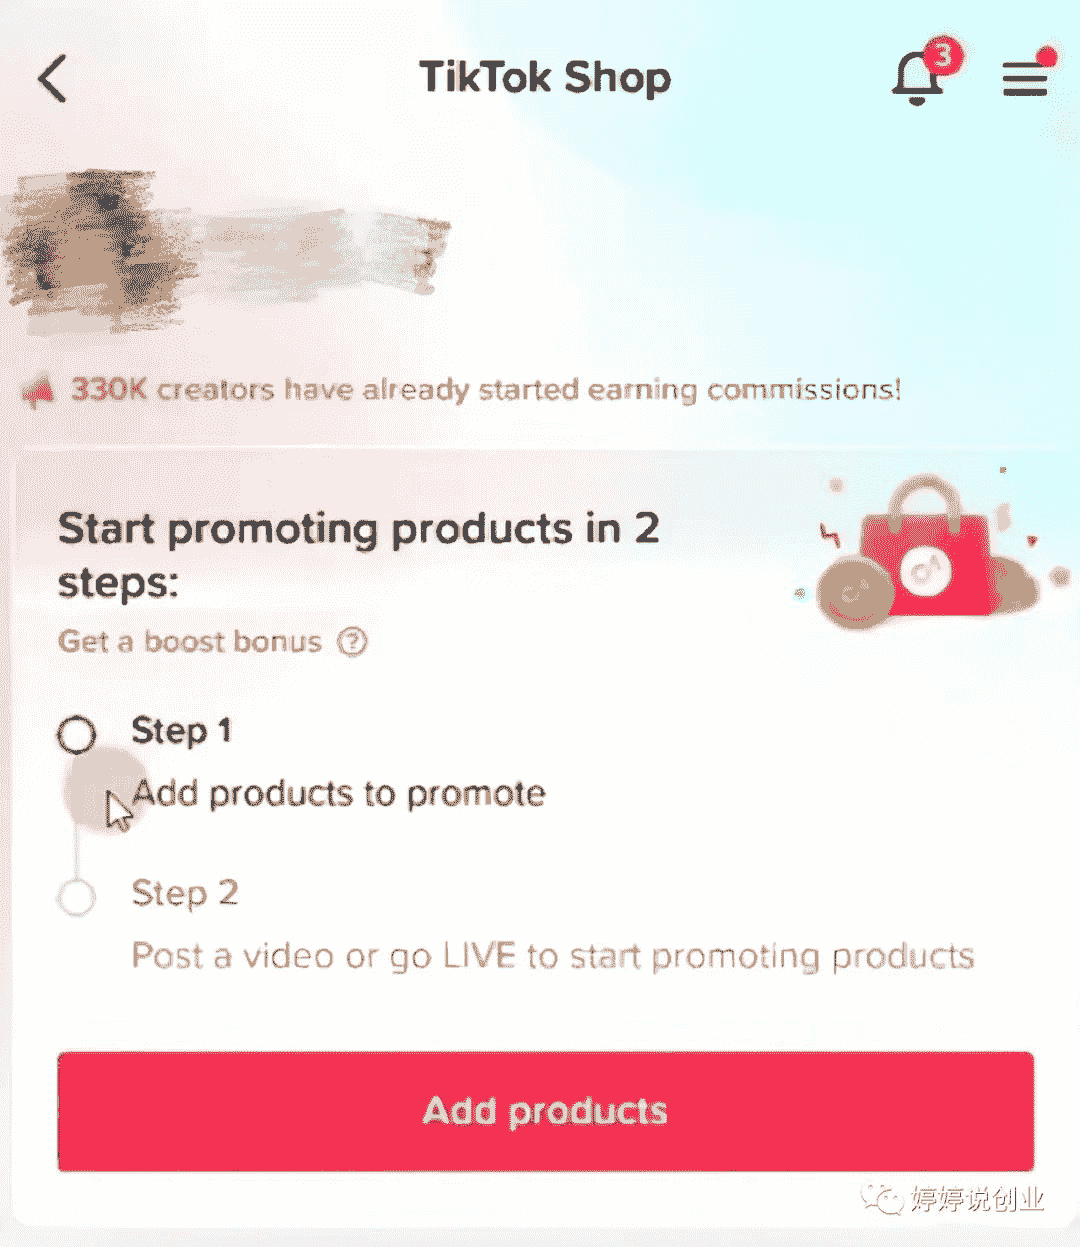 TikTok Shop
3
330K creators have already started earning commissions!
Start promoting products in 2
steps:
Get a boost bonus ?
Step 1
Add products to promote
Step 2
Post a video or go LIVE to start promoting products
Add products
婷婷说创业